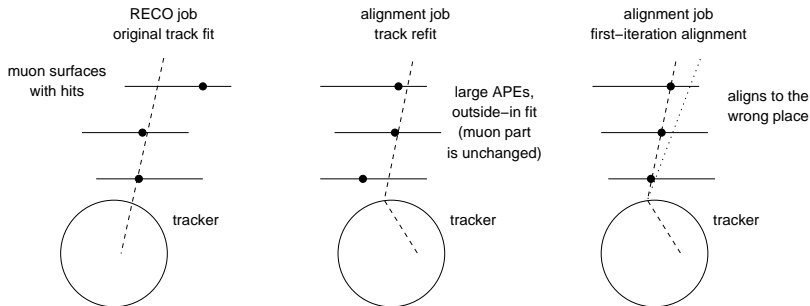 RECO job
original track fit
muon surfaces
with hits
tracker
alignment job
track refit
large APEs,
outside−in fit
(muon part
is unchanged)
tracker
alignment job
first−iteration alignment
aligns to the
wrong place
tracker